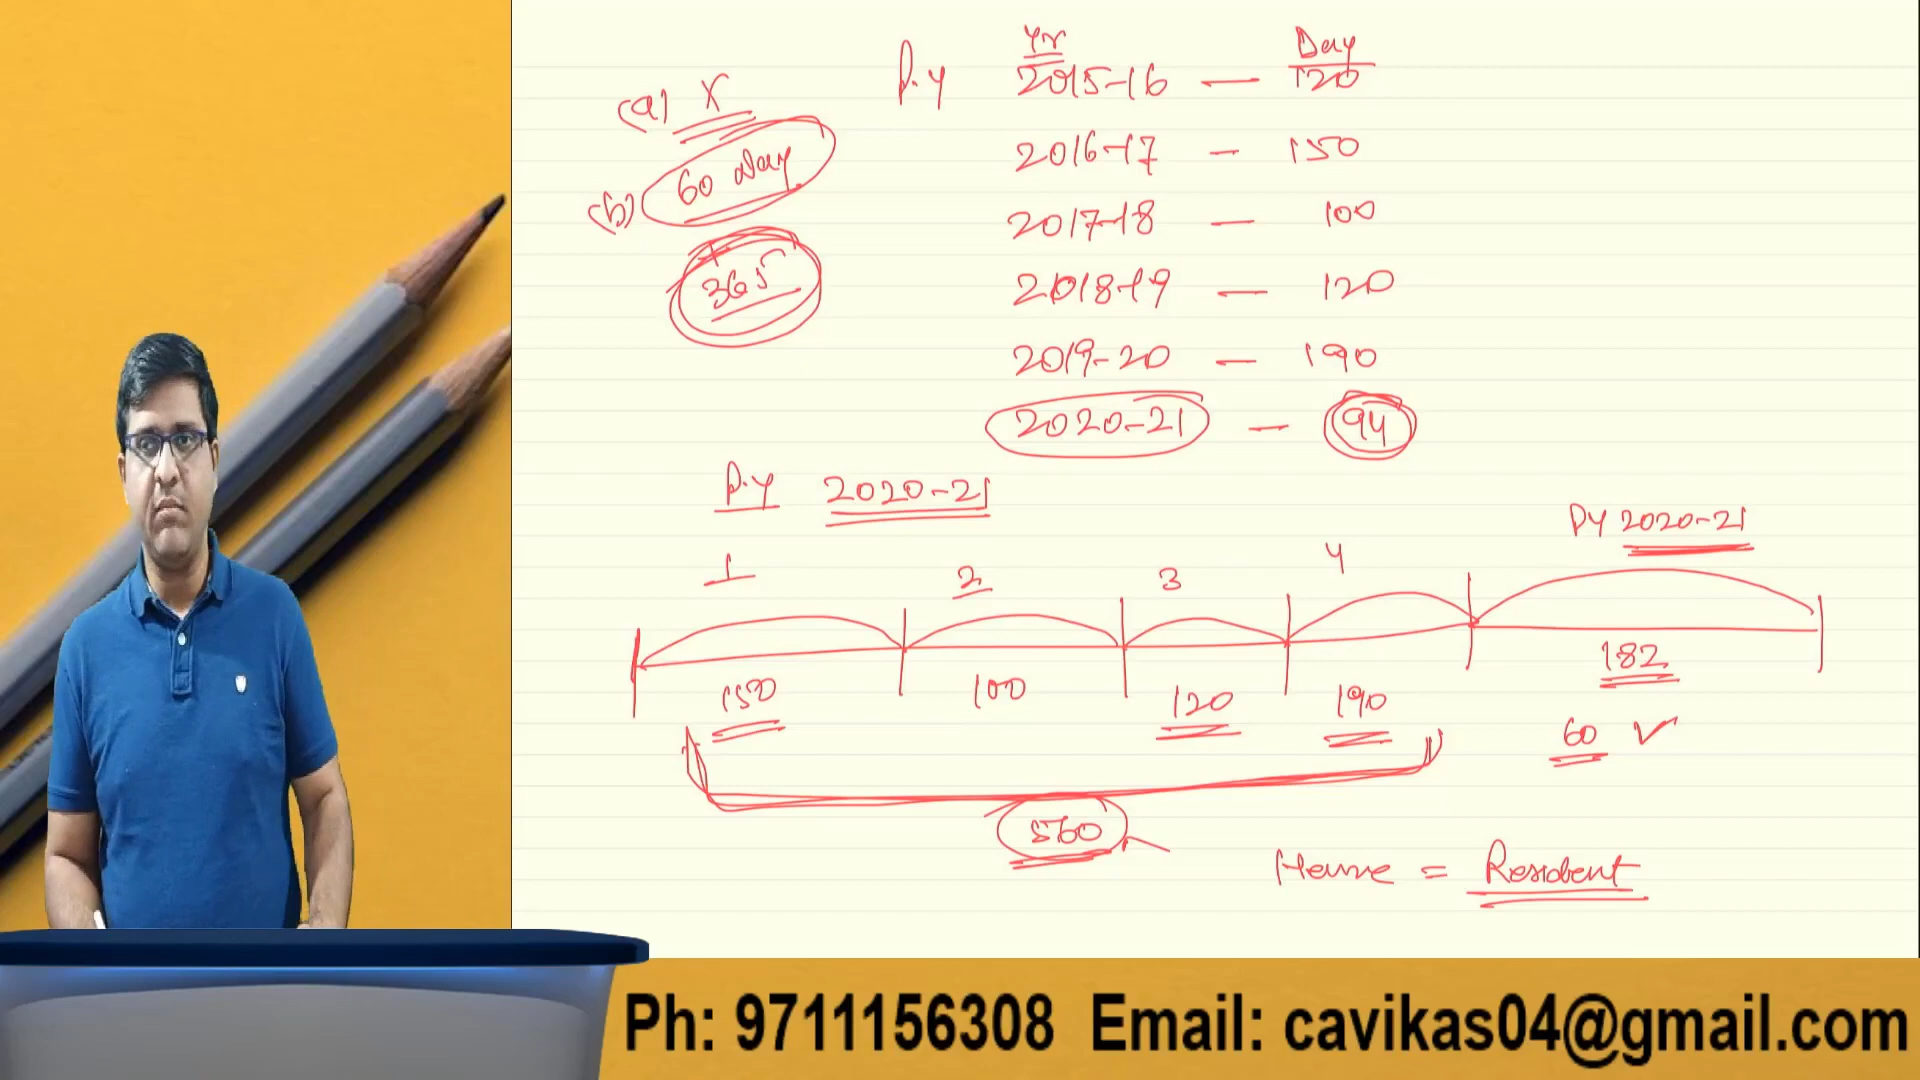 (a) X
(b) 60 Day
+
365
Yr Day
P.Y 2015-16 — 120
2016-17 — 150
2017-18 — 100
2018-19 — 120
2019-20 — 190
2020-21 — 94
P.Y 2020-21
PY 2020-21
1 2 3 4
150 100 120 190 182
60 ✓
560
Hence = Resident
Ph: 9711156308 Email: cavikas04@gmail.com